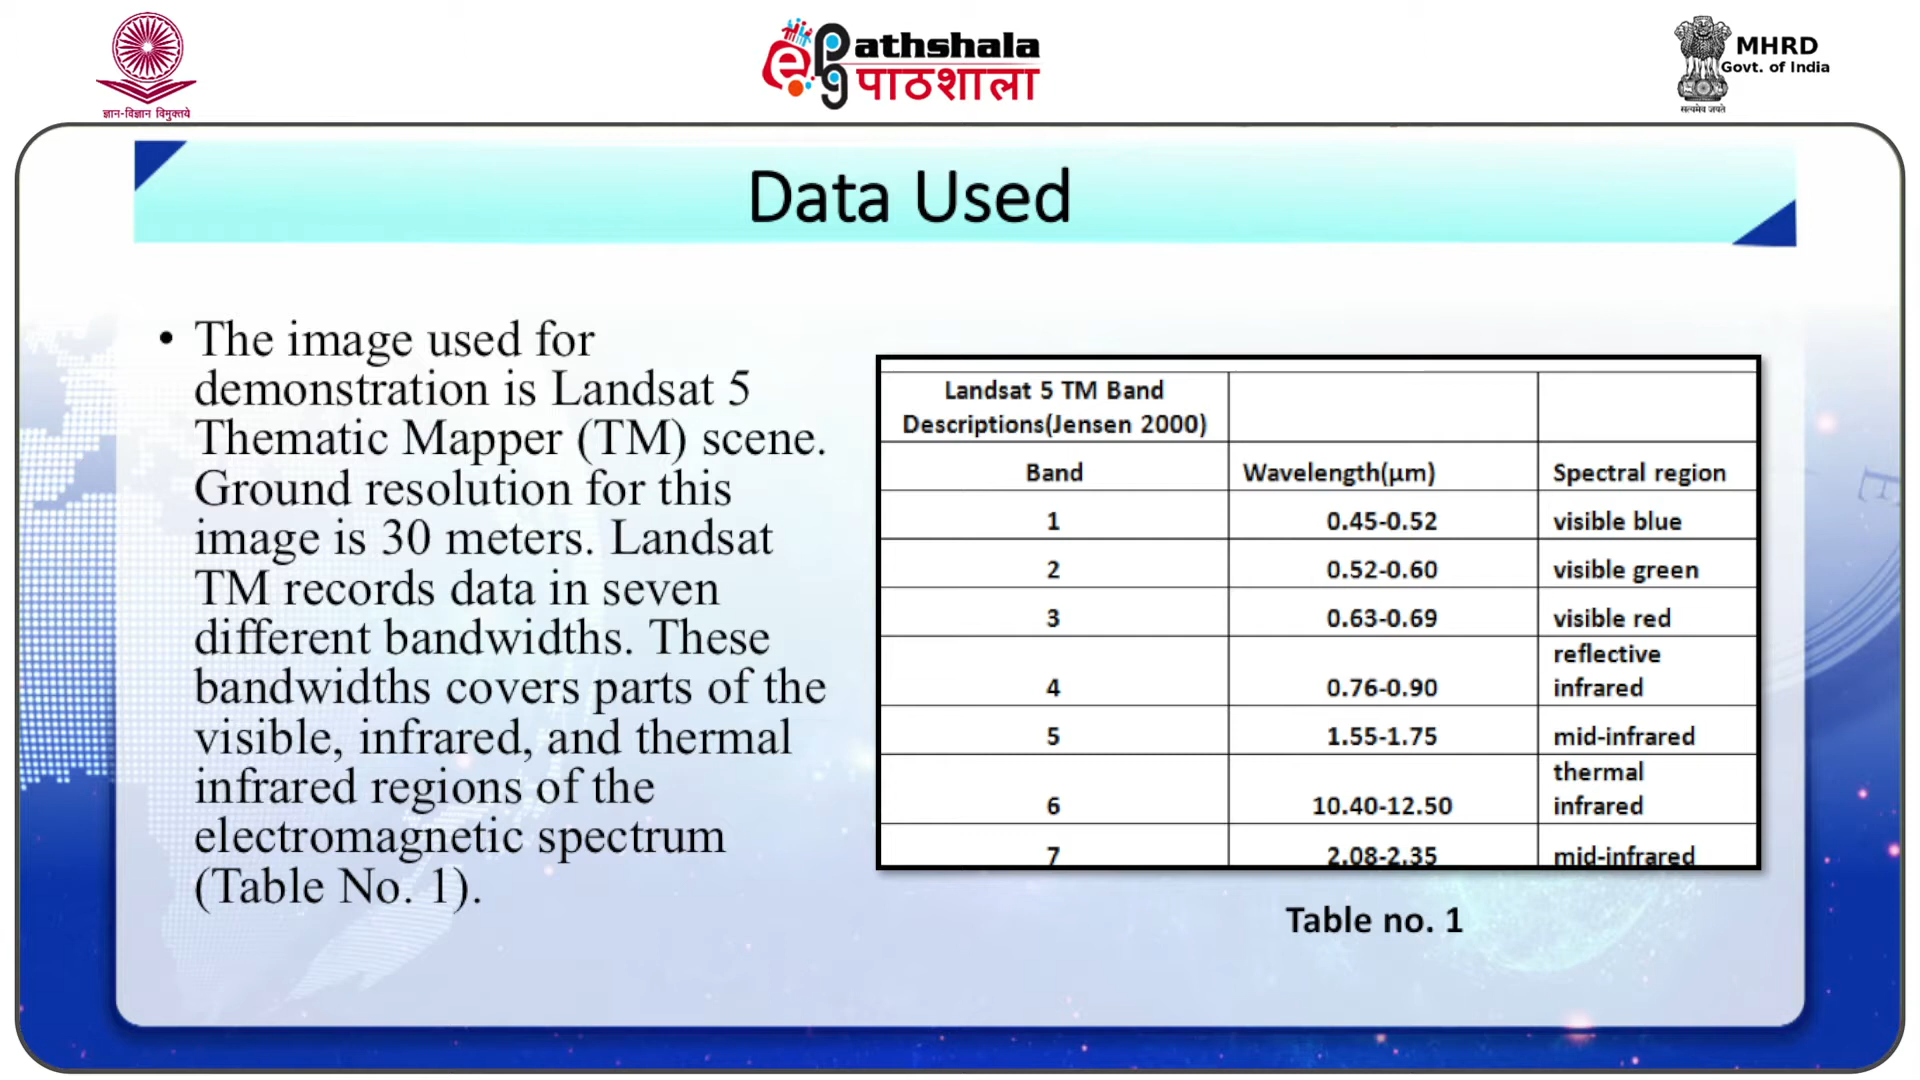 ज्ञान-विज्ञान विमुक्तये
ePG Pathshala
पाठशाला
MHRD
Govt. of India
सत्यमेव जयते
Data Used
• The image used for
demonstration is Landsat 5
Thematic Mapper (TM) scene.
Ground resolution for this
image is 30 meters. Landsat
TM records data in seven
different bandwidths. These
bandwidths covers parts of the
visible, infrared, and thermal
infrared regions of the
electromagnetic spectrum
(Table No. 1).
Landsat 5 TM Band
Descriptions(Jensen 2000)
Band Wavelength(µm) Spectral region
1 0.45-0.52 visible blue
2 0.52-0.60 visible green
3 0.63-0.69 visible red
4 0.76-0.90 reflective infrared
5 1.55-1.75 mid-infrared
6 10.40-12.50 thermal infrared
7 2.08-2.35 mid-infrared
Table no. 1